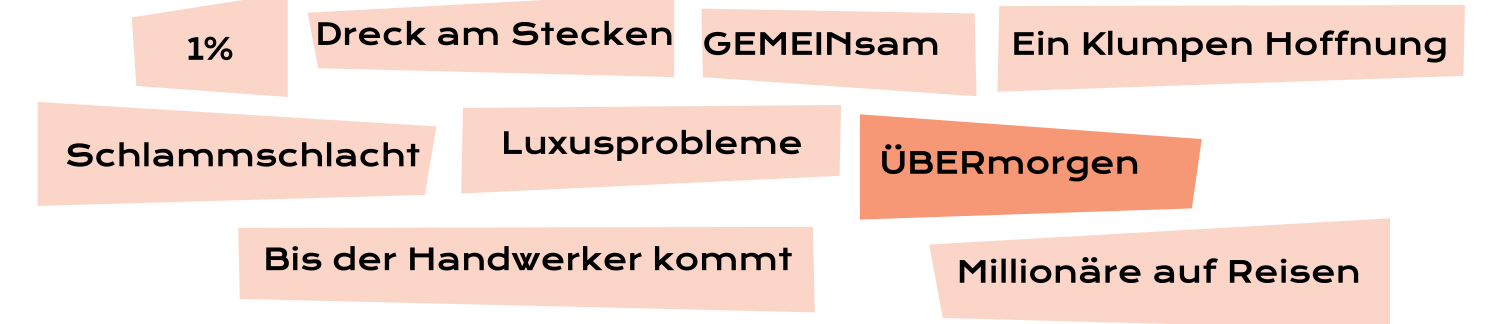 1%
Dreck am Stecken
GEMEINsam
Ein Klumpen Hoffnung
Schlammschlacht
Luxusprobleme
ÜBERmorgen
Bis der Handwerker kommt
Millionäre auf Reisen